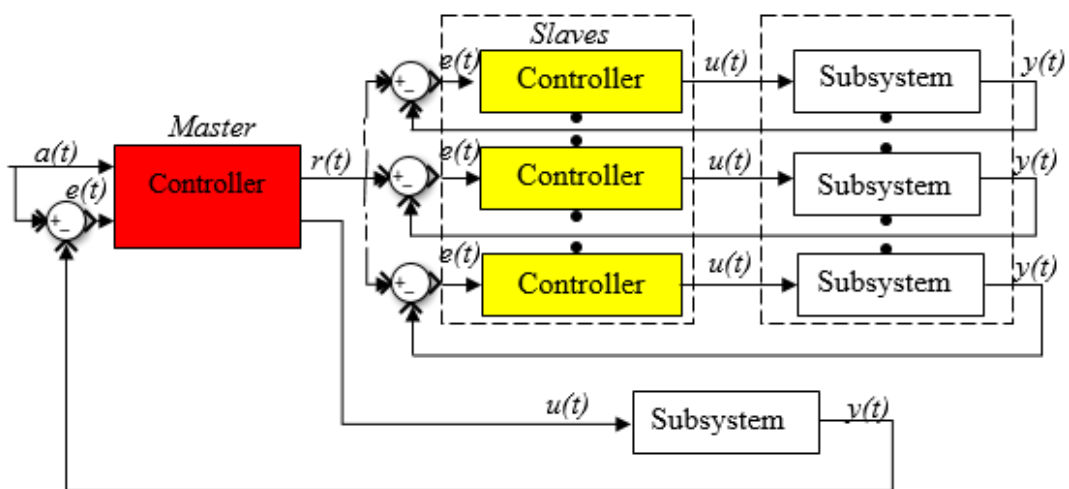 Slaves
e(t)
Controller
u(t)
Subsystem
y(t)
Master
a(t)
e(t)
Controller
r(t)
e(t)
Controller
u(t)
Subsystem
y(t)
e(t)
Controller
u(t)
Subsystem
y(t)
u(t)
Subsystem
y(t)
+
−
+
−
+
−
+
−